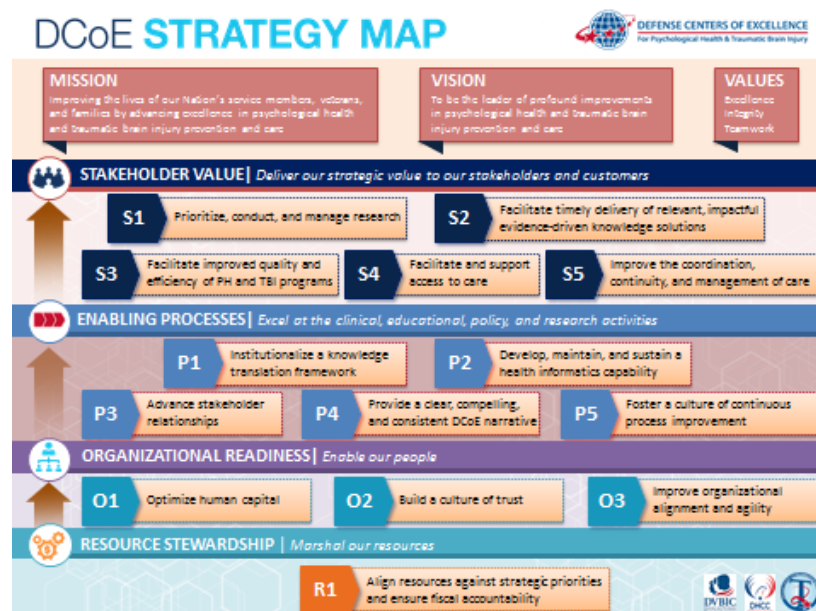 DCoE STRATEGY MAP
DEFENSE CENTERS OF EXCELLENCE
For Psychological Health & Traumatic Brain Injury
MISSION
Improving the lives of our Nation's service members, veterans,
and families by advancing excellence in psychological health
and traumatic brain injury prevention and care
VISION
To be the leader of profound improvements
in psychological health and traumatic brain
injury prevention and care
VALUES
Excellence
Integrity
Teamwork
STAKEHOLDER VALUE| Deliver our strategic value to our stakeholders and customers
S1
Prioritize, conduct, and manage research
S2
Facilitate timely delivery of relevant, impactful
evidence-driven knowledge solutions
S3
Facilitate improved quality and
efficiency of PH and TBI programs
S4
Facilitate and support
access to care
S5
Improve the coordination,
continuity, and management of care
ENABLING PROCESSES| Excel at the clinical, educational, policy, and research activities
P1
Institutionalize a knowledge
translation framework
P2
Develop, maintain, and sustain a
health informatics capability
P3
Advance stakeholder
relationships
P4
Provide a clear, compelling,
and consistent DCoE narrative
P5
Foster a culture of continuous
process improvement
ORGANIZATIONAL READINESS| Enable our people
O1
Optimize human capital
O2
Build a culture of trust
O3
Improve organizational
alignment and agility
RESOURCE STEWARDSHIP | Marshal our resources
R1
Align resources against strategic priorities
and ensure fiscal accountability
DVBIC
DHCC